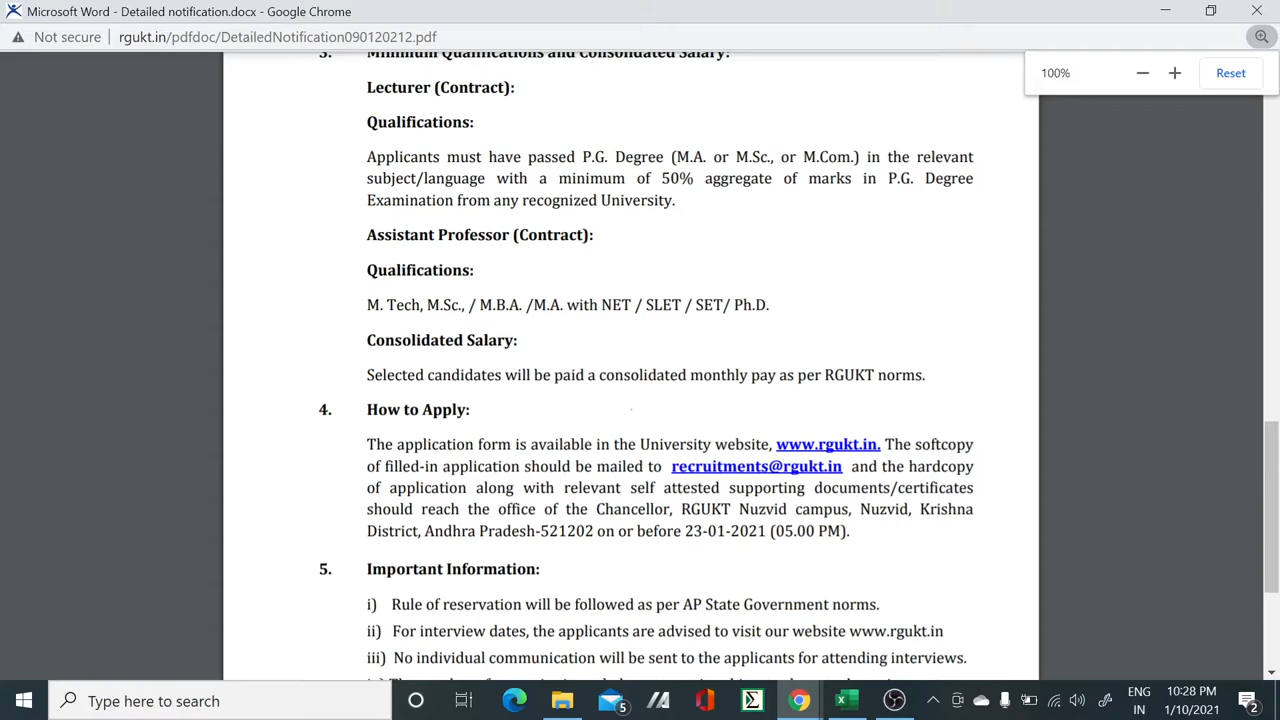 Microsoft Word - Detailed notification.docx - Google Chrome
Not secure rgukt.in/pdfdoc/DetailedNotification090120212.pdf
100% Reset
3. Minimum Qualifications and Consolidated Salary:
Lecturer (Contract):
Qualifications:
Applicants must have passed P.G. Degree (M.A. or M.Sc., or M.Com.) in the relevant
subject/language with a minimum of 50% aggregate of marks in P.G. Degree
Examination from any recognized University.
Assistant Professor (Contract):
Qualifications:
M. Tech, M.Sc., / M.B.A. /M.A. with NET / SLET / SET/ Ph.D.
Consolidated Salary:
Selected candidates will be paid a consolidated monthly pay as per RGUKT norms.
4. How to Apply:
The application form is available in the University website, www.rgukt.in. The softcopy
of filled-in application should be mailed to recruitments@rgukt.in and the hardcopy
of application along with relevant self attested supporting documents/certificates
should reach the office of the Chancellor, RGUKT Nuzvid campus, Nuzvid, Krishna
District, Andhra Pradesh-521202 on or before 23-01-2021 (05.00 PM).
5. Important Information:
i) Rule of reservation will be followed as per AP State Government norms.
ii) For interview dates, the applicants are advised to visit our website www.rgukt.in
iii) No individual communication will be sent to the applicants for attending interviews.
Type here to search
5
ENG
IN
10:28 PM
1/10/2021
2